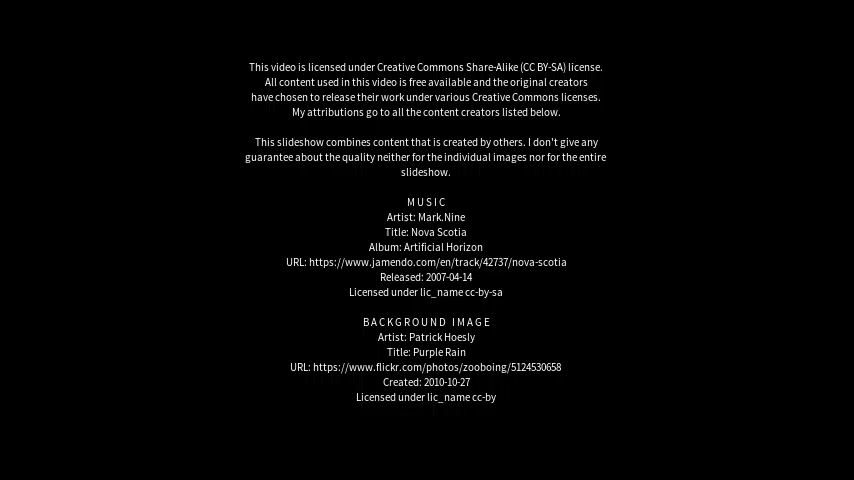 This video is licensed under Creative Commons Share-Alike (CC BY-SA) license.
All content used in this video is free available and the original creators
have chosen to release their work under various Creative Commons licenses.
My attributions go to all the content creators listed below.
This slideshow combines content that is created by others. I don't give any
guarantee about the quality neither for the individual images nor for the entire
slideshow.
MUSIC
Artist: Mark.Nine
Title: Nova Scotia
Album: Artificial Horizon
URL: https://www.jamendo.com/en/track/42737/nova-scotia
Released: 2007-04-14
Licensed under lic_name cc-by-sa
BACKGROUND IMAGE
Artist: Patrick Hoesly
Title: Purple Rain
URL: https://www.flickr.com/photos/zooboing/5124530658
Created: 2010-10-27
Licensed under lic_name cc-by